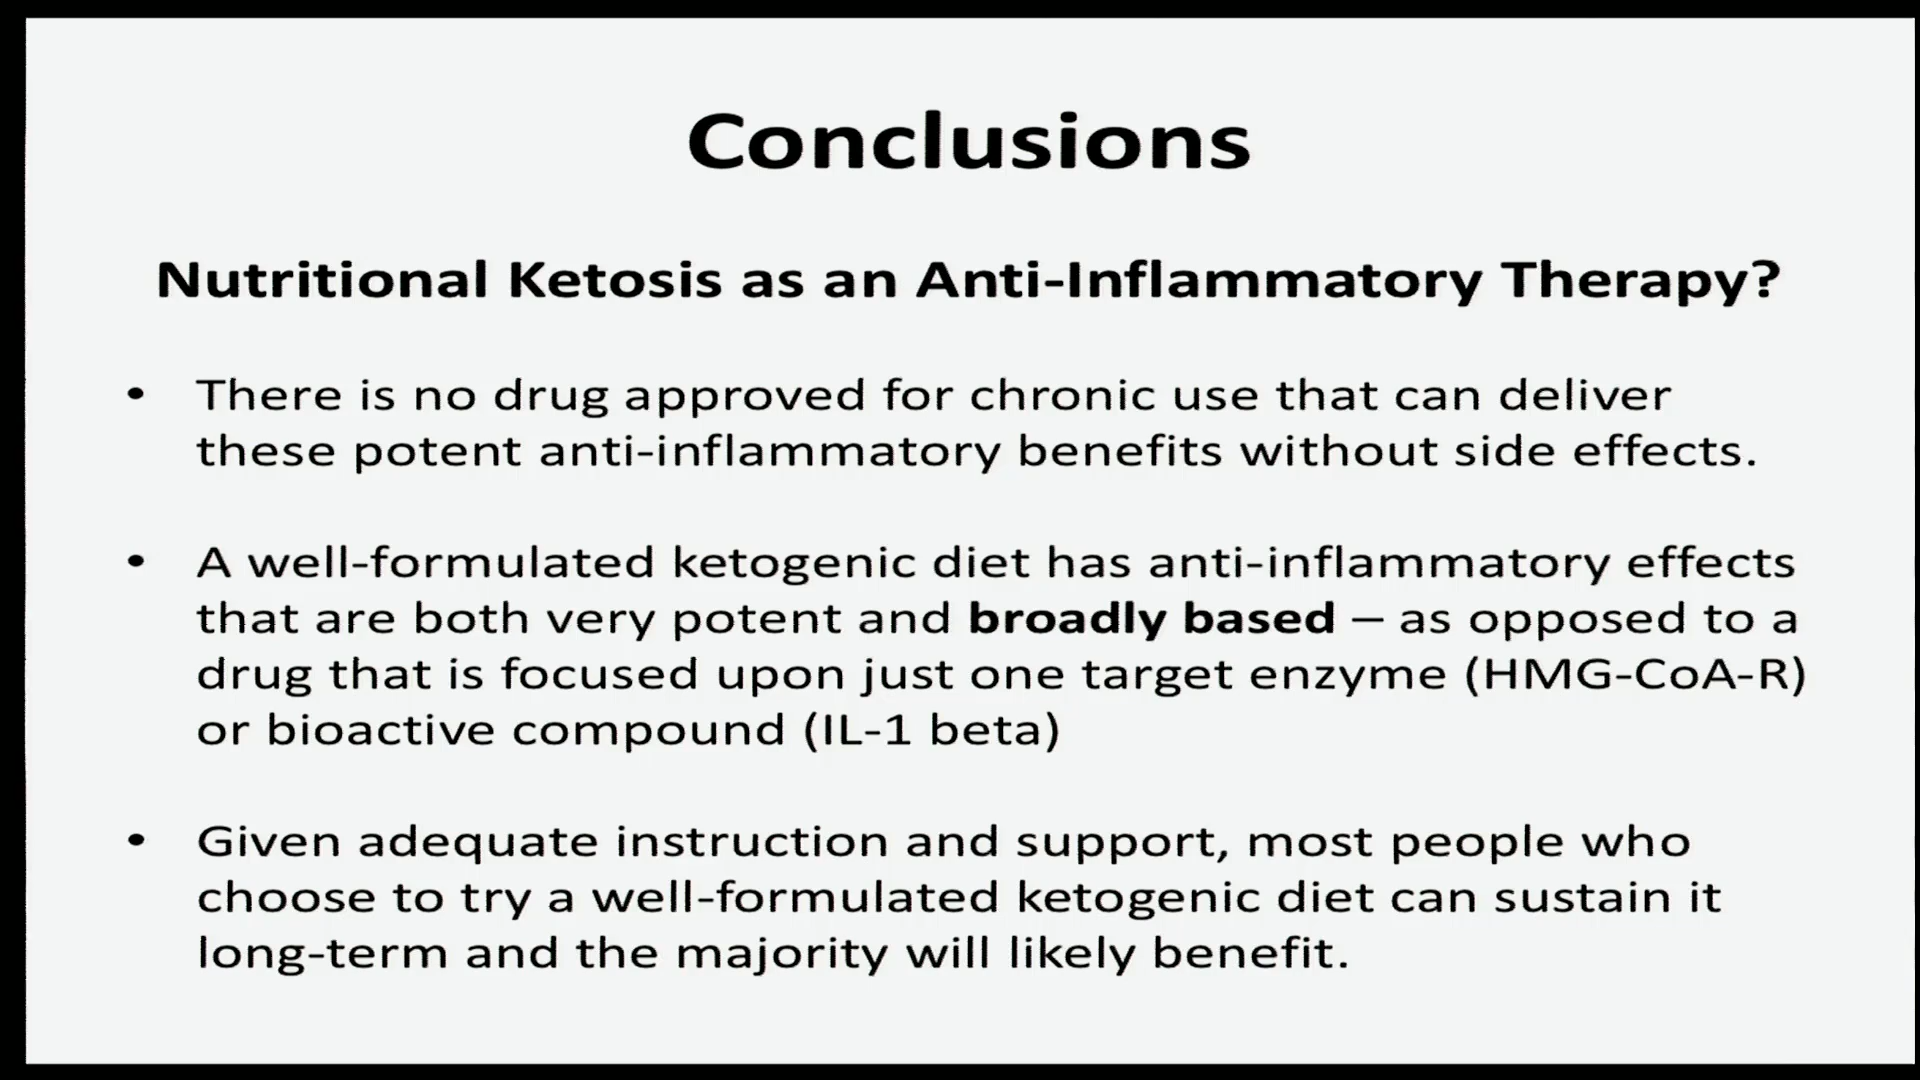 Conclusions
Nutritional Ketosis as an Anti-Inflammatory Therapy?
• There is no drug approved for chronic use that can deliver
these potent anti-inflammatory benefits without side effects.
• A well-formulated ketogenic diet has anti-inflammatory effects
that are both very potent and broadly based – as opposed to a
drug that is focused upon just one target enzyme (HMG-CoA-R)
or bioactive compound (IL-1 beta)
• Given adequate instruction and support, most people who
choose to try a well-formulated ketogenic diet can sustain it
long-term and the majority will likely benefit.